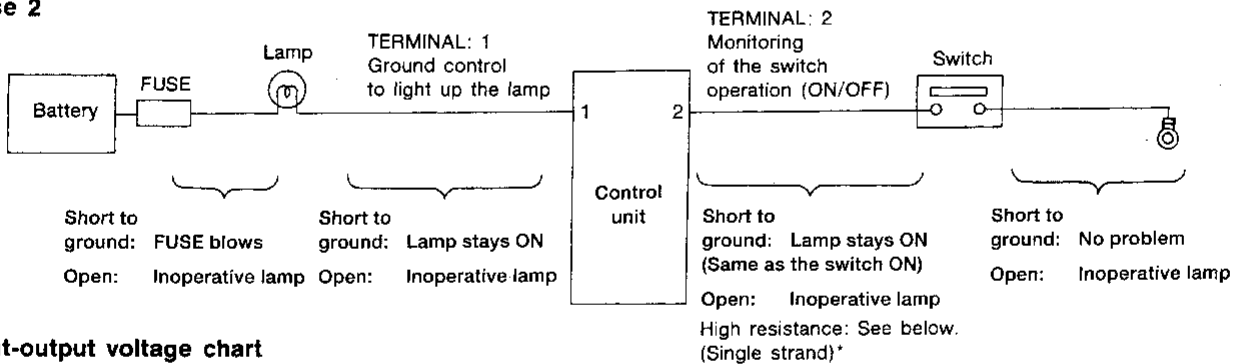 se 2
Battery
FUSE
Lamp
TERMINAL: 1
Ground control
to light up the lamp
1
2
Control
unit
TERMINAL: 2
Monitoring
of the switch
operation (ON/OFF)
Switch
Short to
ground: FUSE blows
Open: Inoperative lamp
Short to
ground: Lamp stays ON
Open: Inoperative lamp
Short to
ground: Lamp stays ON
(Same as the switch ON)
Open: Inoperative lamp
High resistance: See below.
(Single strand)*
Short to
ground: No problem
Open: Inoperative lamp
t-output voltage chart